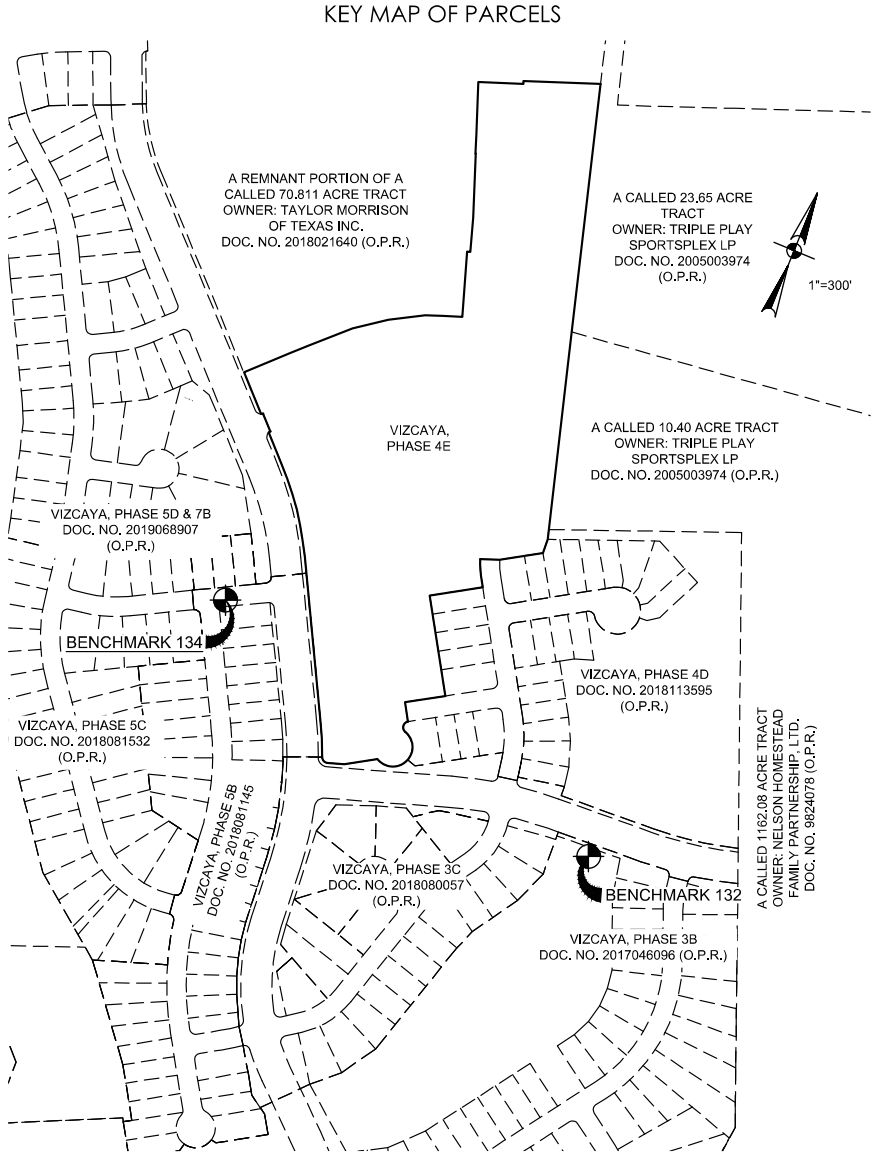 KEY MAP OF PARCELS
A REMNANT PORTION OF A
CALLED 70.811 ACRE TRACT
OWNER: TAYLOR MORRISON
OF TEXAS INC.
DOC. NO. 2018021640 (O.P.R.)
A CALLED 23.65 ACRE
TRACT
OWNER: TRIPLE PLAY
SPORTSPLEX LP
DOC. NO. 2005003974
(O.P.R.)
1"=300'
VIZCAYA,
PHASE 4E
A CALLED 10.40 ACRE TRACT
OWNER: TRIPLE PLAY
SPORTSPLEX LP
DOC. NO. 2005003974 (O.P.R.)
VIZCAYA, PHASE 5D & 7B
DOC. NO. 2019068907
(O.P.R.)
BENCHMARK 134
VIZCAYA, PHASE 4D
DOC. NO. 2018113595
(O.P.R.)
VIZCAYA, PHASE 5C
DOC. NO. 2018081532
(O.P.R.)
VIZCAYA, PHASE 5B
DOC. NO. 2018081145
(O.P.R.)
A CALLED 1162.08 ACRE TRACT
OWNER: NELSON HOMESTEAD
FAMILY PARTNERSHIP, LTD.
DOC. NO. 9824078 (O.P.R.)
VIZCAYA, PHASE 3C
DOC. NO. 2018080057
(O.P.R.)
BENCHMARK 132
VIZCAYA, PHASE 3B
DOC. NO. 2017046096 (O.P.R.)